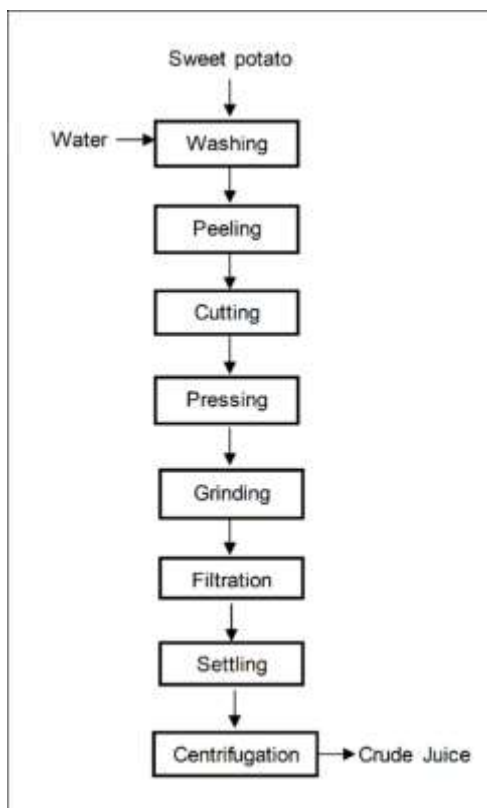 Sweet potato
Water
Washing
Peeling
Cutting
Pressing
Grinding
Filtration
Settling
Centrifugation
Crude Juice